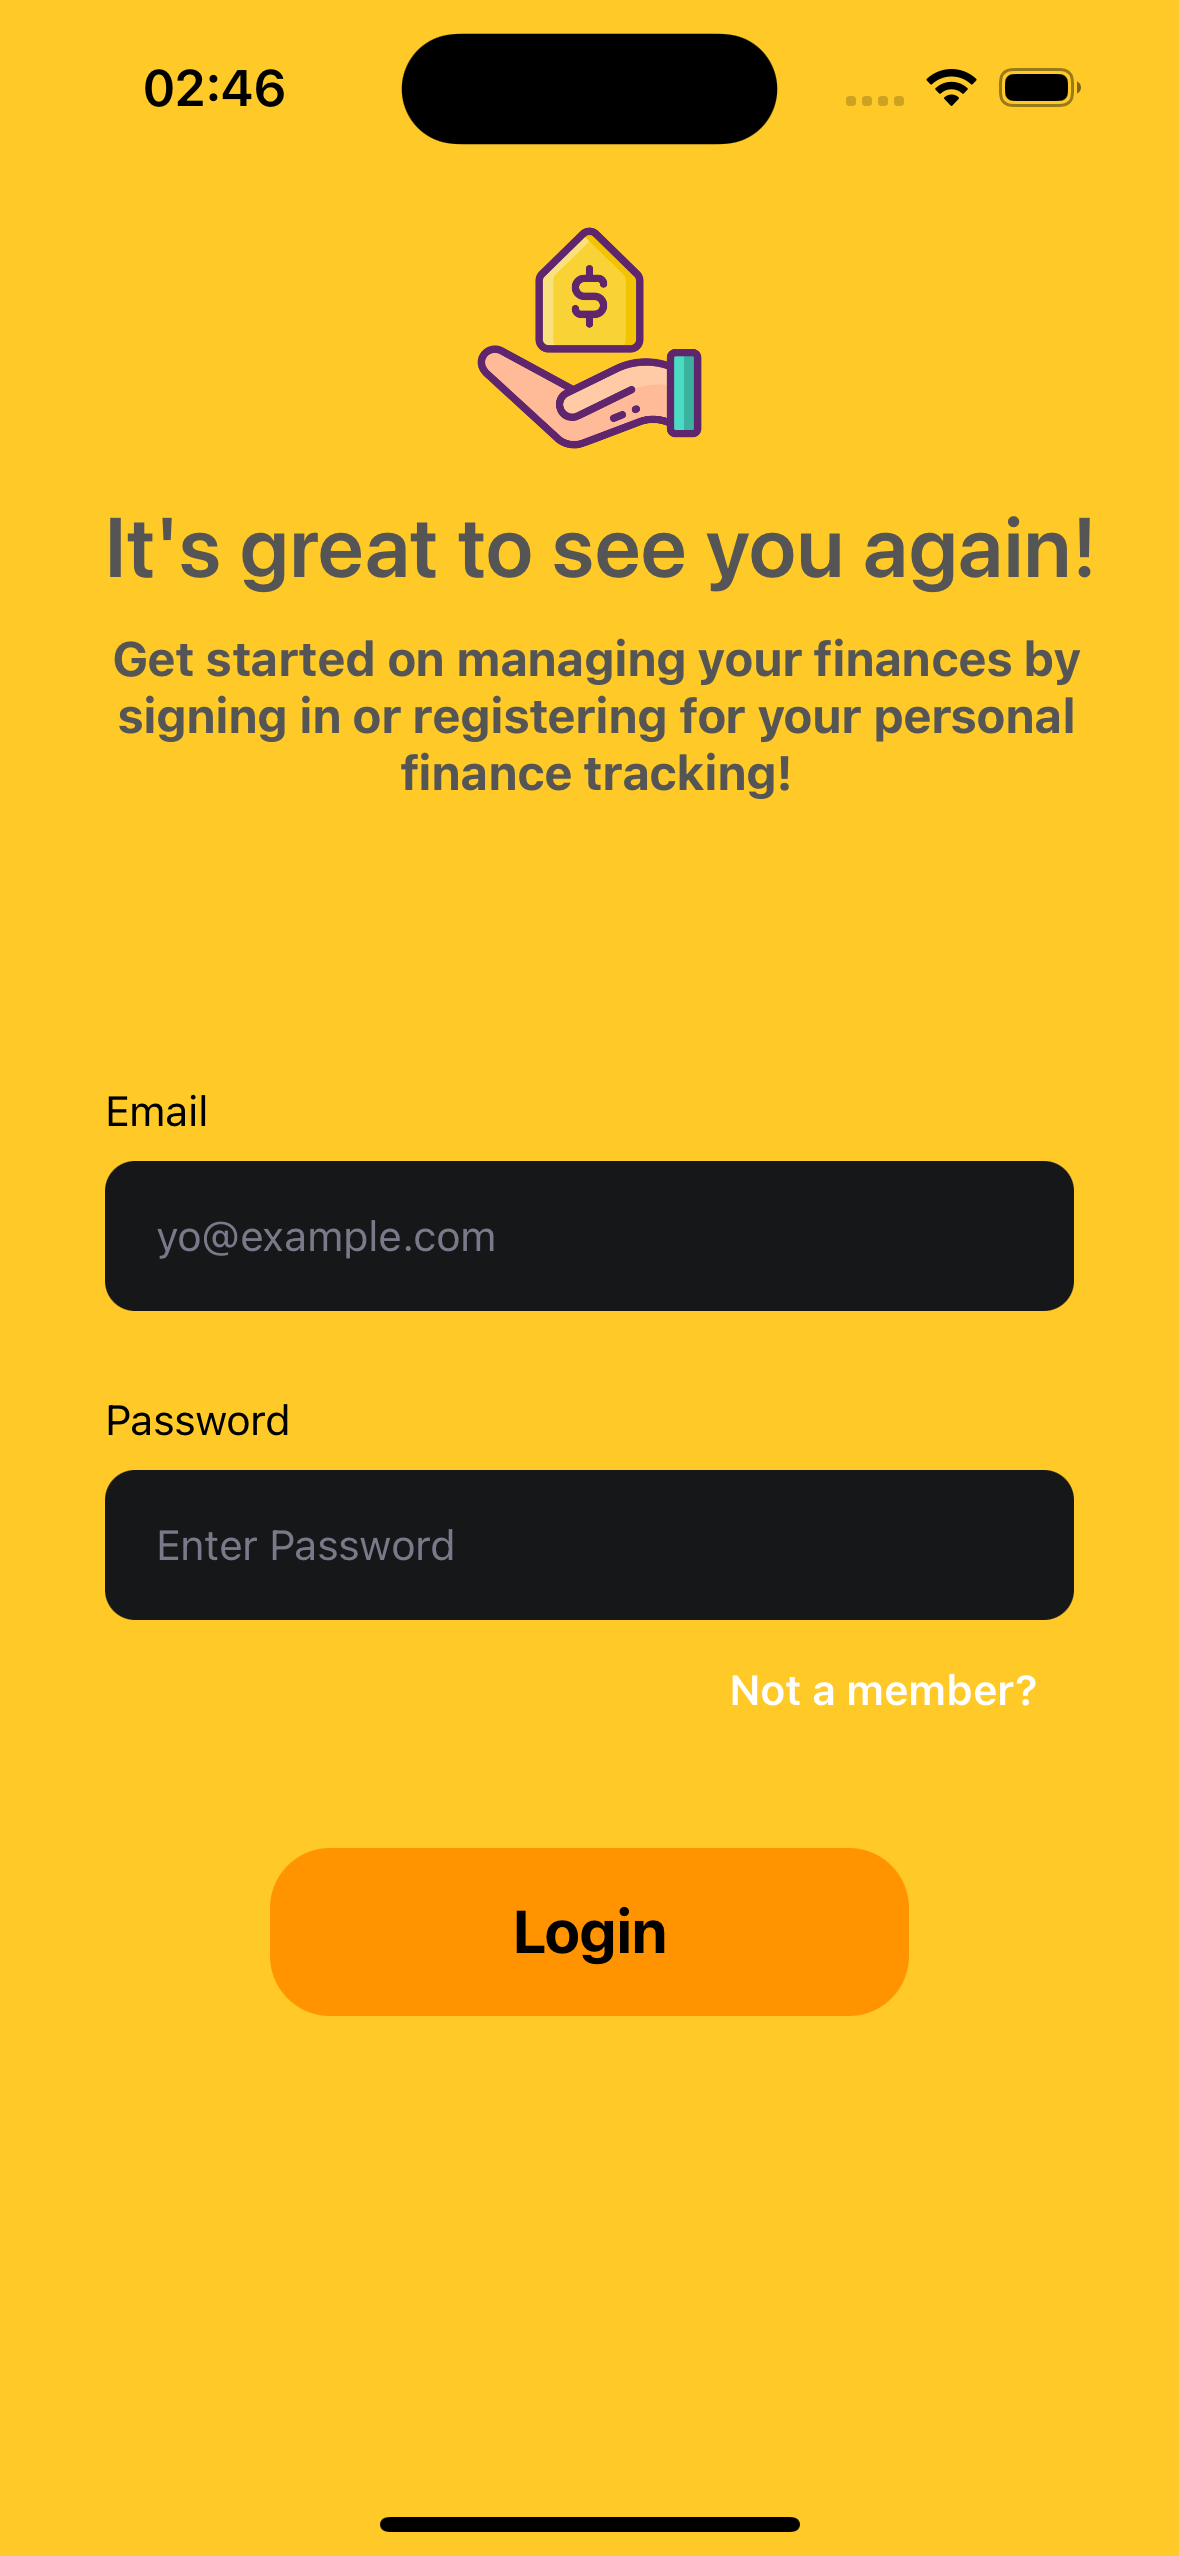 02:46
$
It's great to see you again!
Get started on managing your finances by
signing in or registering for your personal
finance tracking!
Email
yo@example.com
Password
Enter Password
Not a member?
Login